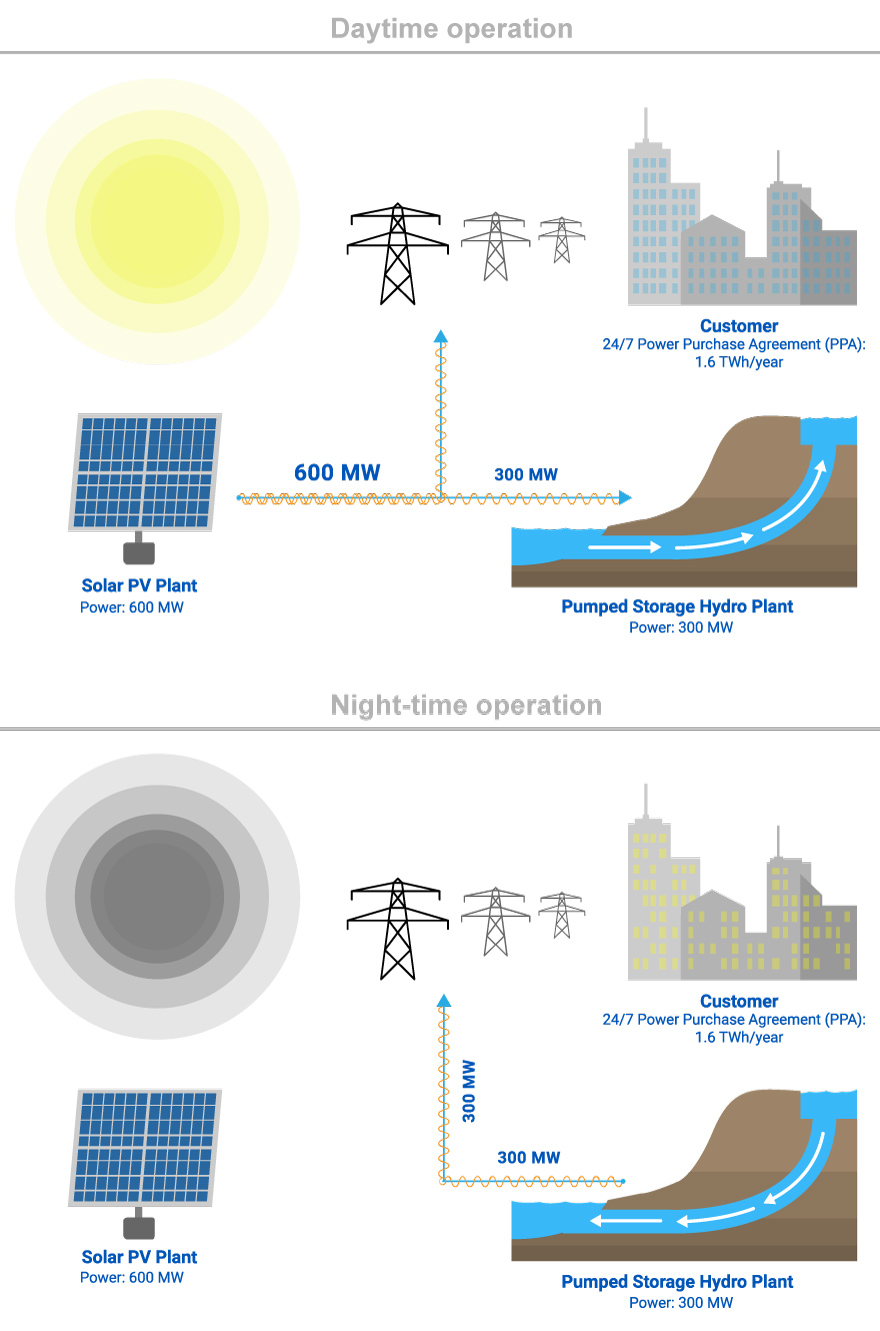 Daytime operation
Customer
24/7 Power Purchase Agreement (PPA):
1.6 TWh/year
600 MW
300 MW
Solar PV Plant
Power: 600 MW
Pumped Storage Hydro Plant
Power: 300 MW
Night-time operation
Customer
24/7 Power Purchase Agreement (PPA):
1.6 TWh/year
300 MW
300 MW
Solar PV Plant
Power: 600 MW
Pumped Storage Hydro Plant
Power: 300 MW